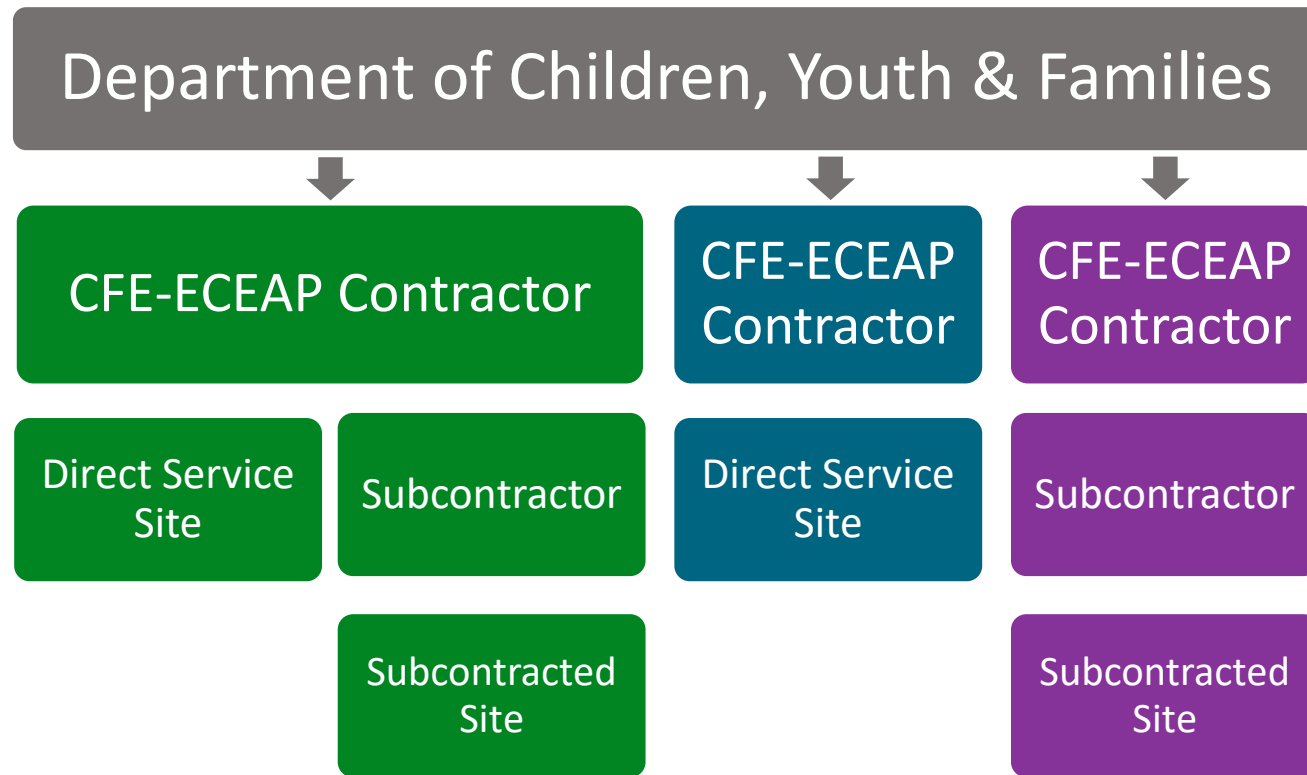 Department of Children, Youth & Families
CFE-ECEAP Contractor
CFE-ECEAP
Contractor
CFE-ECEAP
Contractor
Direct Service
Site
Subcontractor
Direct Service
Site
Subcontractor
Subcontracted
Site
Subcontracted
Site